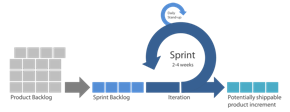 Daily
Stand-up
Sprint
2-4 weeks
Product Backlog
Sprint Backlog
Iteration
Potentially shippable
product increment